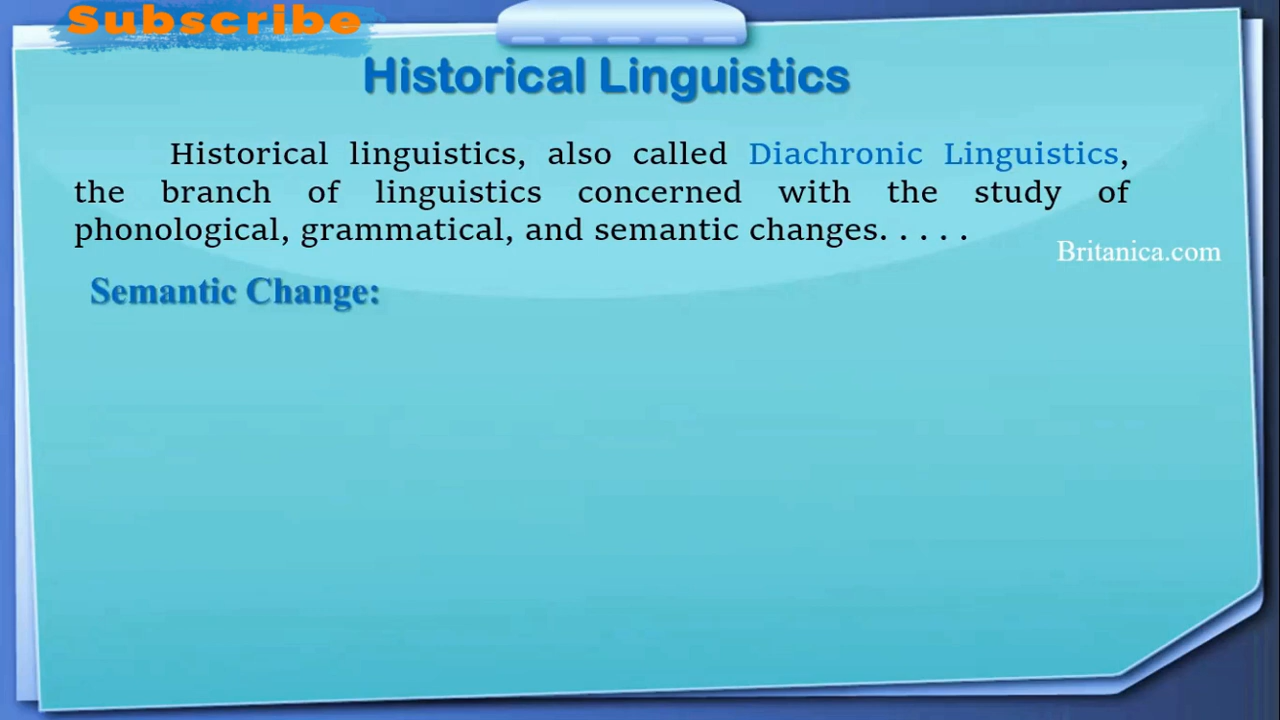 Subscribe
Historical Linguistics
Historical linguistics, also called Diachronic Linguistics,
the branch of linguistics concerned with the study of
phonological, grammatical, and semantic changes. . . . .
Britanica.com
Semantic Change: